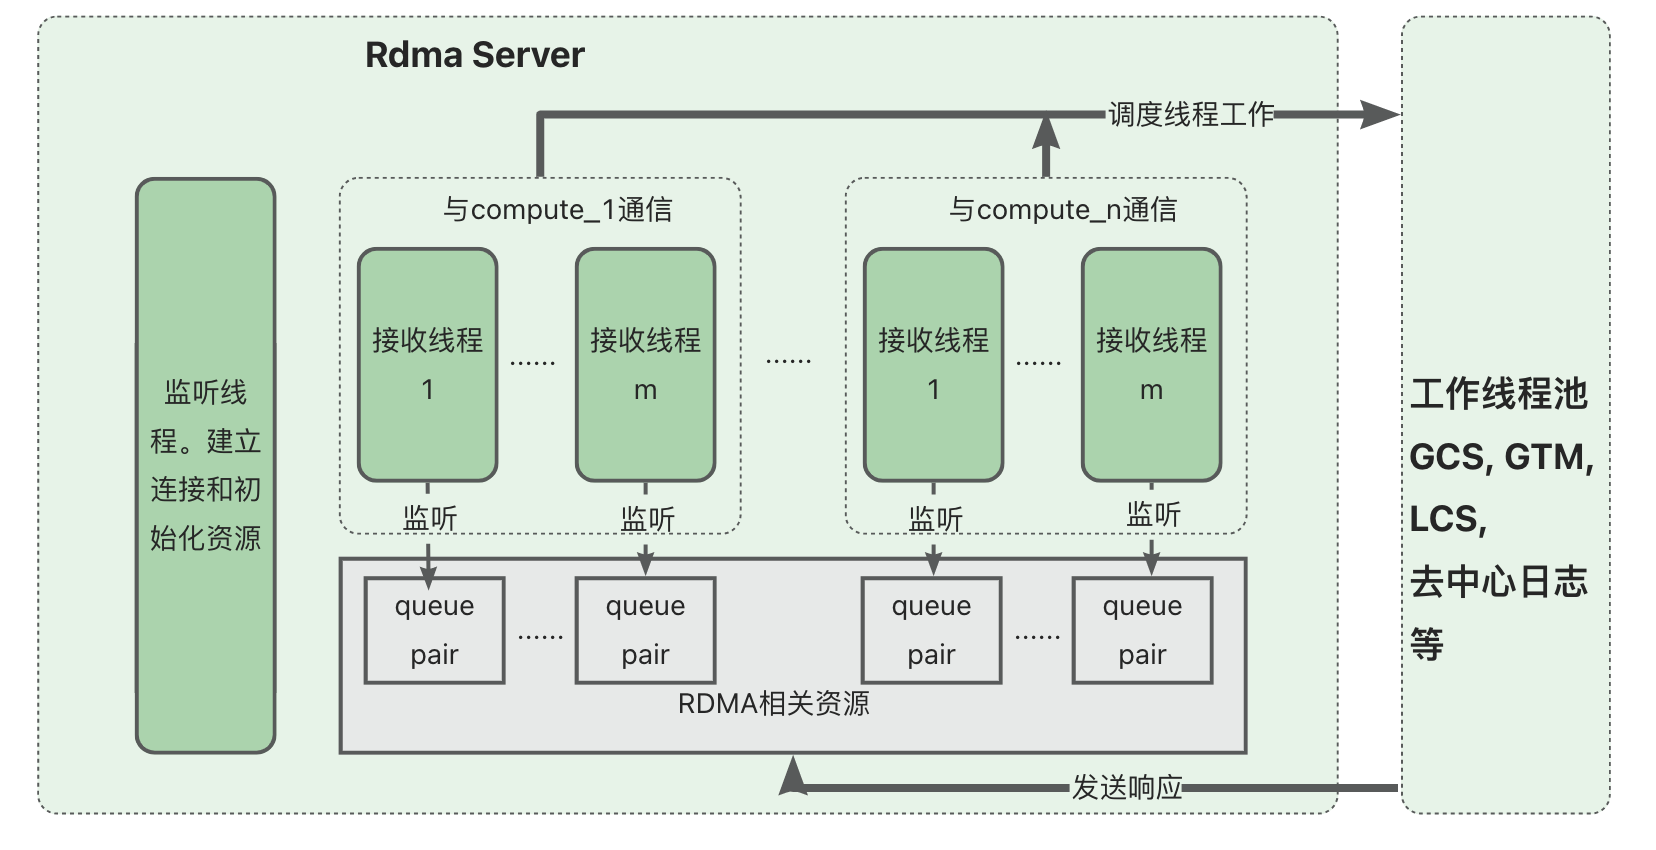 Rdma Server
调度线程工作
与compute_1通信
与compute_n通信
接收线程
1
......
接收线程
m
......
接收线程
1
......
接收线程
m
监听线
程。建立
连接和初
始化资源
监听
监听
监听
监听
queue
pair
......
queue
pair
queue
pair
......
queue
pair
RDMA相关资源
发送响应
工作线程池
GCS, GTM,
LCS,
去中心日志
等